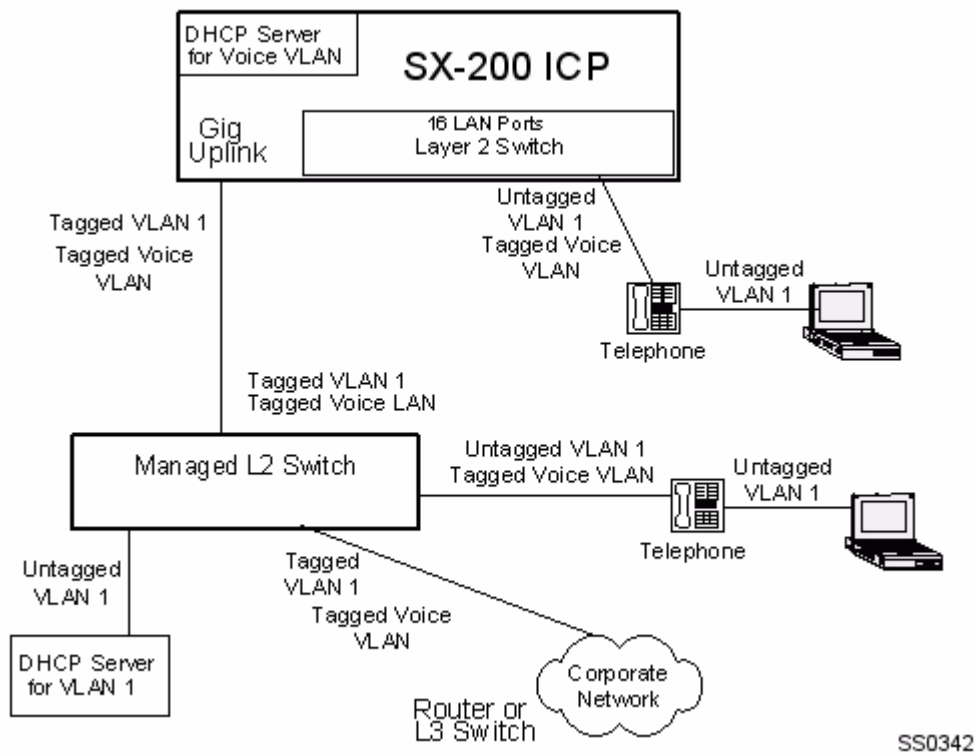 DHCP Server
for Voice VLAN
SX-200 ICP
16 LAN Ports
Layer 2 Switch
Gig
Uplink
Untagged
VLAN 1
Tagged Voice
VLAN
Tagged VLAN 1
Tagged Voice
VLAN
Untagged
VLAN 1
Telephone
Tagged VLAN 1
Tagged Voice LAN
Managed L2 Switch
Untagged VLAN 1
Tagged Voice VLAN
Untagged
VLAN 1
Telephone
Untagged
VLAN 1
Tagged
VLAN 1
Tagged Voice
VLAN
DHCP Server
for VLAN 1
Corporate
Network
Router or
L3 Switch
SS0342